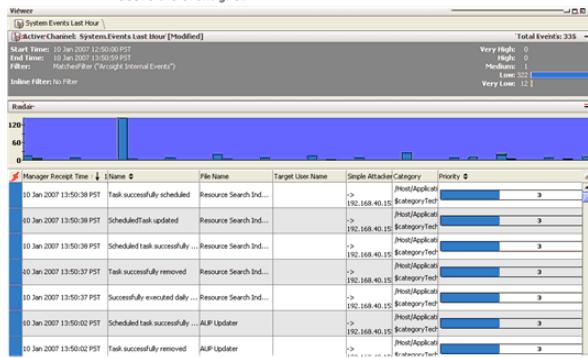 Viewer
System Events Last Hour
Active Channel: System Events Last Hour [Modified]
Total Events: 335
Start Time: 10 Jan 2007 12:50:00 PST
End Time: 10 Jan 2007 13:50:59 PST
Filter: MatchesFilter ("Arcsight Internal Events")
Inline Filter: No Filter
Very High: 0
High: 0
Medium: 1
Low: 322
Very Low: 12
Radar
120
60
0
Manager Receipt Time 1 Name File Name Target User Name Simple Attacker Category Priority
10 Jan 2007 13:50:38 PST Task successfully scheduled Resource Search Ind... -> 192.168.40.15 /Host/Applicati $categoryTech 3
10 Jan 2007 13:50:38 PST ScheduledTask updated Resource Search Ind... -> 192.168.40.15 /Host/Applicati $categoryTech 3
10 Jan 2007 13:50:38 PST Scheduled task successfully ... Resource Search Ind... -> 192.168.40.15 /Host/Applicati $categoryTech 3
10 Jan 2007 13:50:37 PST Task successfully removed Resource Search Ind... -> 192.168.40.15 /Host/Applicati $categoryTech 3
10 Jan 2007 13:50:37 PST Successfully executed daily ... Resource Search Ind... -> 192.168.40.15 /Host/Applicati $categoryTech 3
10 Jan 2007 13:50:02 PST Scheduled task successfully ... AUP Updater -> 192.168.40.15 /Host/Applicati $categoryTech 3
10 Jan 2007 13:50:02 PST Task successfully removed AUP Updater -> /Host/Applicati 3